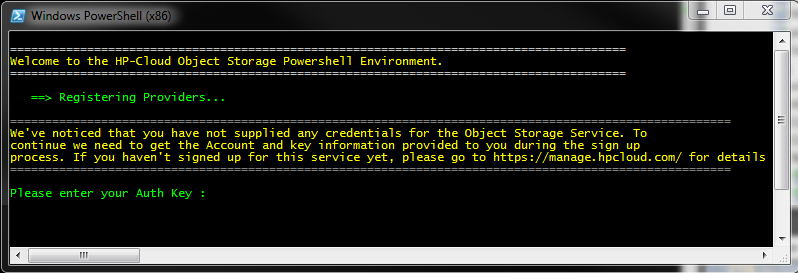 Windows PowerShell (x86)
========================================================================================
Welcome to the HP-Cloud Object Storage Powershell Environment.
========================================================================================
==> Registering Providers...
=======================================================================================================
We've noticed that you have not supplied any credentials for the Object Storage Service. To
continue we need to get the Account and key information provided to you during the sign up
process. If you haven't signed up for this service yet, please go to https://manage.hpcloud.com/ for details
=======================================================================================================
Please enter your Auth Key :